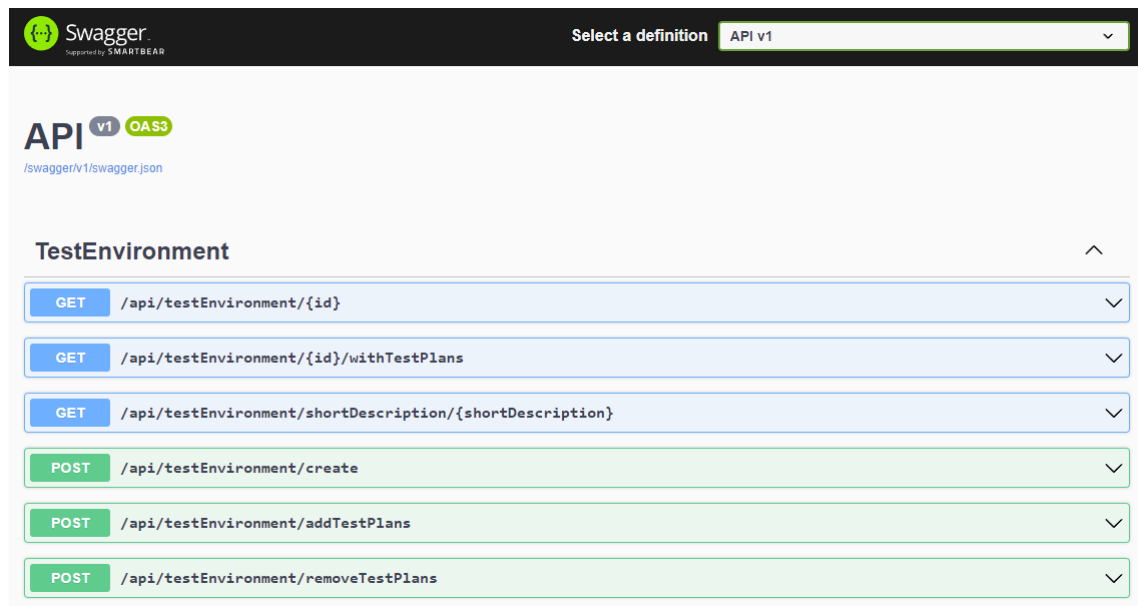 {··} Swagger.
Supported by SMARTBEAR
Select a definition API v1
API v1 OAS3
/swagger/v1/swagger.json
TestEnvironment
GET /api/testEnvironment/{id}
GET /api/testEnvironment/{id}/withTestPlans
GET /api/testEnvironment/shortDescription/{shortDescription}
POST /api/testEnvironment/create
POST /api/testEnvironment/addTestPlans
POST /api/testEnvironment/removeTestPlans